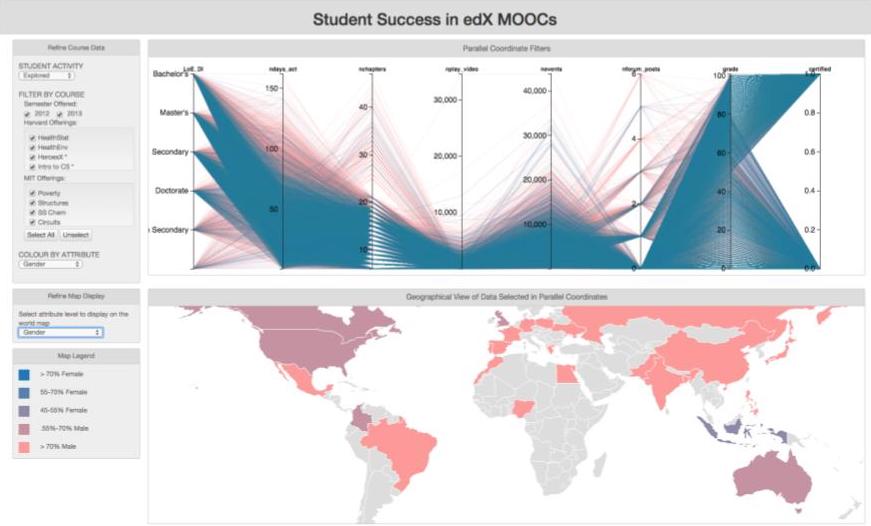 Student Success in edX MOOCs
Refine Course Data
STUDENT ACTIVITY
Explored
FILTER BY COURSE
Semester Offered:
2012 2013
Harvard Offerings:
HealthStat
HealthEnv
HeroesX *
Intro to CS *
MIT Offerings:
Poverty
Structures
SS Chem
Circuits
Select All Unselect
COLOUR BY ATTRIBUTE
Gender
Parallel Coordinate Filters
LoE_DI ndays_act nchapters nplay_video nevents nforum_posts grade certified
Bachelor's
Master's
Secondary
Doctorate
Secondary
150
100
50
40
30
20
10
30,000
20,000
10,000
40,000
30,000
20,000
10,000
6
4
2
0
100
80
60
40
20
0
1.0
0.8
0.6
0.4
0.2
0.0
Refine Map Display
Select attribute level to display on the
world map
Gender
Map Legend
> 70% Female
55-70% Female
45-55% Female
55%-70% Male
> 70% Male
Geographical View of Data Selected in Parallel Coordinates